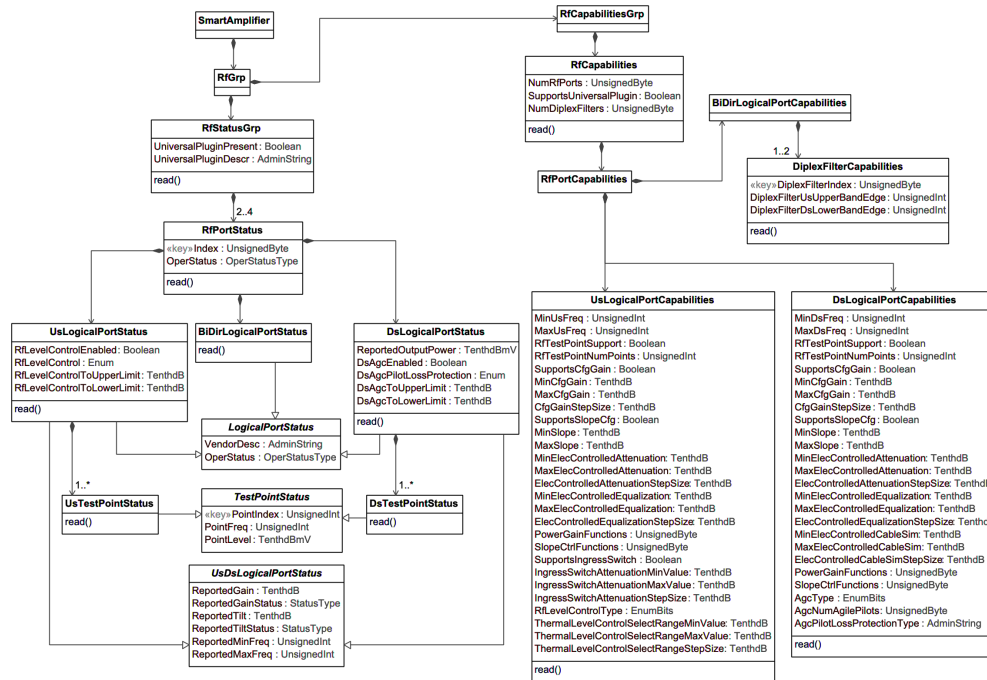 SmartAmplifier
RfGrp
RfStatusGrp
UniversalPluginPresent : Boolean
UniversalPluginDescr : AdminString
read()
2..4
RfPortStatus
«key»Index : UnsignedByte
OperStatus : OperStatusType
read()
UsLogicalPortStatus
RfLevelControlEnabled : Boolean
RfLevelControl : Enum
RfLevelControlToUpperLimit : TenthdB
RfLevelControlToLowerLimit : TenthdB
read()
BiDirLogicalPortStatus
read()
DsLogicalPortStatus
ReportedOutputPower : TenthdBmV
DsAgcEnabled : Boolean
DsAgcPilotLossProtection : Enum
DsAgcToUpperLimit : TenthdB
DsAgcToLowerLimit : TenthdB
read()
LogicalPortStatus
VendorDesc : AdminString
OperStatus : OperStatusType
1..*
UsTestPointStatus
read()
TestPointStatus
«key»PointIndex : UnsignedInt
PointFreq : UnsignedInt
PointLevel : TenthdBmV
1..*
DsTestPointStatus
read()
UsDsLogicalPortStatus
ReportedGain : TenthdB
ReportedGainStatus : StatusType
ReportedTilt : TenthdB
ReportedTiltStatus : StatusType
ReportedMinFreq : UnsignedInt
ReportedMaxFreq : UnsignedInt
RfCapabilitiesGrp
RfCapabilities
NumRfPorts : UnsignedByte
SupportsUniversalPlugin : Boolean
NumDiplexFilters : UnsignedByte
read()
RfPortCapabilities
BiDirLogicalPortCapabilities
1..2
DiplexFilterCapabilities
«key»DiplexFilterIndex : UnsignedByte
DiplexFilterUsUpperBandEdge : UnsignedInt
DiplexFilterDsLowerBandEdge : UnsignedInt
read()
UsLogicalPortCapabilities
MinUsFreq : UnsignedInt
MaxUsFreq : UnsignedInt
RfTestPointSupport : Boolean
RfTestPointNumPoints : UnsignedInt
SupportsCfgGain : Boolean
MinCfgGain : TenthdB
MaxCfgGain : TenthdB
CfgGainStepSize : TenthdB
SupportsSlopeCfg : Boolean
MinSlope : TenthdB
MaxSlope : TenthdB
MinElecControlledAttenuation : TenthdB
MaxElecControlledAttenuation : TenthdB
ElecControlledAttenuationStepSize : TenthdB
MinElecControlledEqualization : TenthdB
MaxElecControlledEqualization : TenthdB
ElecControlledEqualizationStepSize : TenthdB
PowerGainFunctions : UnsignedByte
SlopeCtrlFunctions : UnsignedByte
SupportsIngressSwitch : Boolean
IngressSwitchAttenuationMinValue : TenthdB
IngressSwitchAttenuationMaxValue : TenthdB
IngressSwitchAttenuationStepSize : TenthdB
RfLevelControlType : EnumBits
ThermalLevelControlSelectRangeMinValue : TenthdB
ThermalLevelControlSelectRangeMaxValue : TenthdB
ThermalLevelControlSelectRangeStepSize : TenthdB
read()
DsLogicalPortCapabilities
MinDsFreq : UnsignedInt
MaxDsFreq : UnsignedInt
RfTestPointSupport : Boolean
RfTestPointNumPoints : UnsignedInt
SupportsCfgGain : Boolean
MinCfgGain : TenthdB
MaxCfgGain : TenthdB
CfgGainStepSize : TenthdB
SupportsSlopeCfg : Boolean
MinSlope : TenthdB
MaxSlope : TenthdB
MinElecControlledAttenuation : TenthdB
MaxElecControlledAttenuation : TenthdB
ElecControlledAttenuationStepSize : TenthdB
MinElecControlledEqualization : TenthdB
MaxElecControlledEqualization : TenthdB
ElecControlledEqualizationStepSize : TenthdB
MinElecControlledCableSim : TenthdB
MaxElecControlledCableSim : TenthdB
ElecControlledCableSimStepSize : TenthdB
PowerGainFunctions : UnsignedByte
SlopeCtrlFunctions : UnsignedByte
AgcType : EnumBits
AgcNumAgilePilots : UnsignedByte
AgcPilotLossProtectionType : AdminString
read()